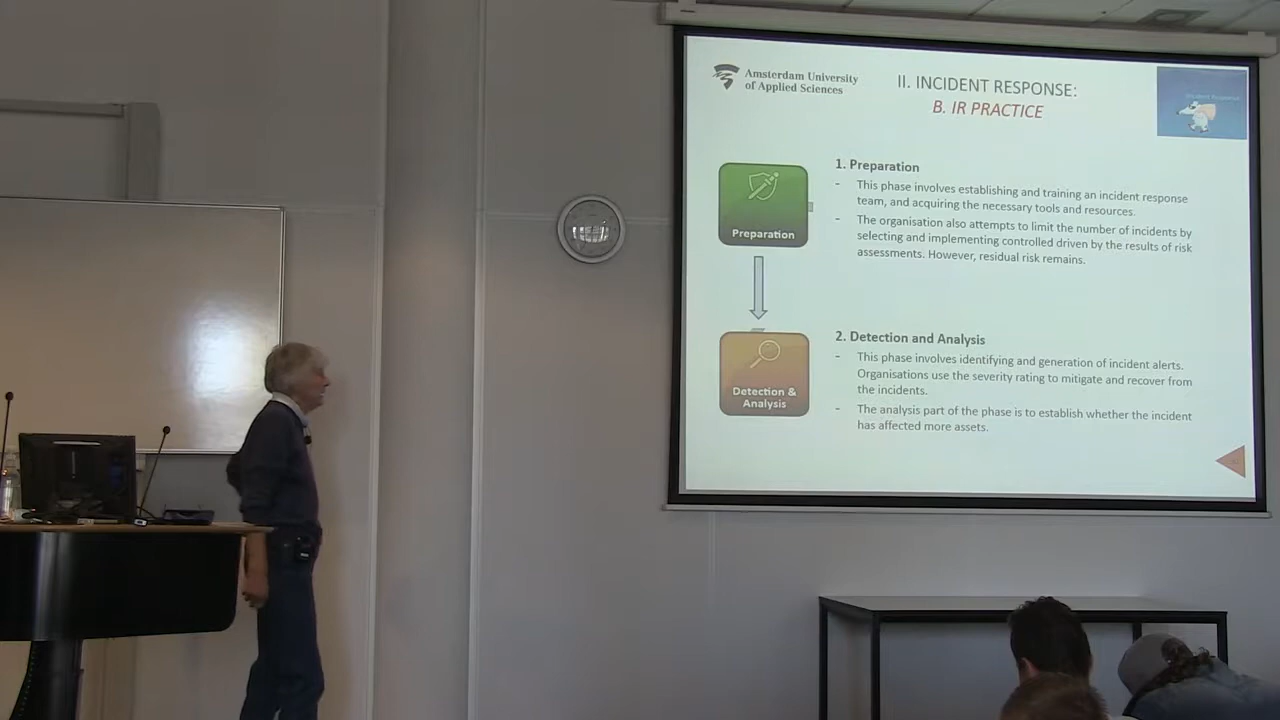 Amsterdam University
of Applied Sciences
II. INCIDENT RESPONSE:
B. IR PRACTICE
Incident Response
Preparation
1. Preparation
- This phase involves establishing and training an incident response
team, and acquiring the necessary tools and resources.
- The organisation also attempts to limit the number of incidents by
selecting and implementing controlled driven by the results of risk
assessments. However, residual risk remains.
Detection &
Analysis
2. Detection and Analysis
- This phase involves identifying and generation of incident alerts.
Organisations use the severity rating to mitigate and recover from
the incidents.
- The analysis part of the phase is to establish whether the incident
has affected more assets.